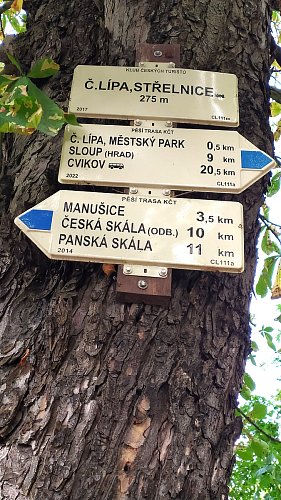 KLUB ČESKÝCH TURISTŮ
Č. LÍPA, STŘELNICE
275 m
2017 CL111aa
PĚŠÍ TRASA KČT
Č. LÍPA, MĚSTSKÝ PARK 0,5 km
SLOUP (HRAD) 9 km
CVIKOV 20,5 km
2022 CL111a
PĚŠÍ TRASA KČT
MANUŠICE 3,5 km
ČESKÁ SKÁLA (ODB.) 10 km
PANSKÁ SKÁLA 11 km
2014 CL111a